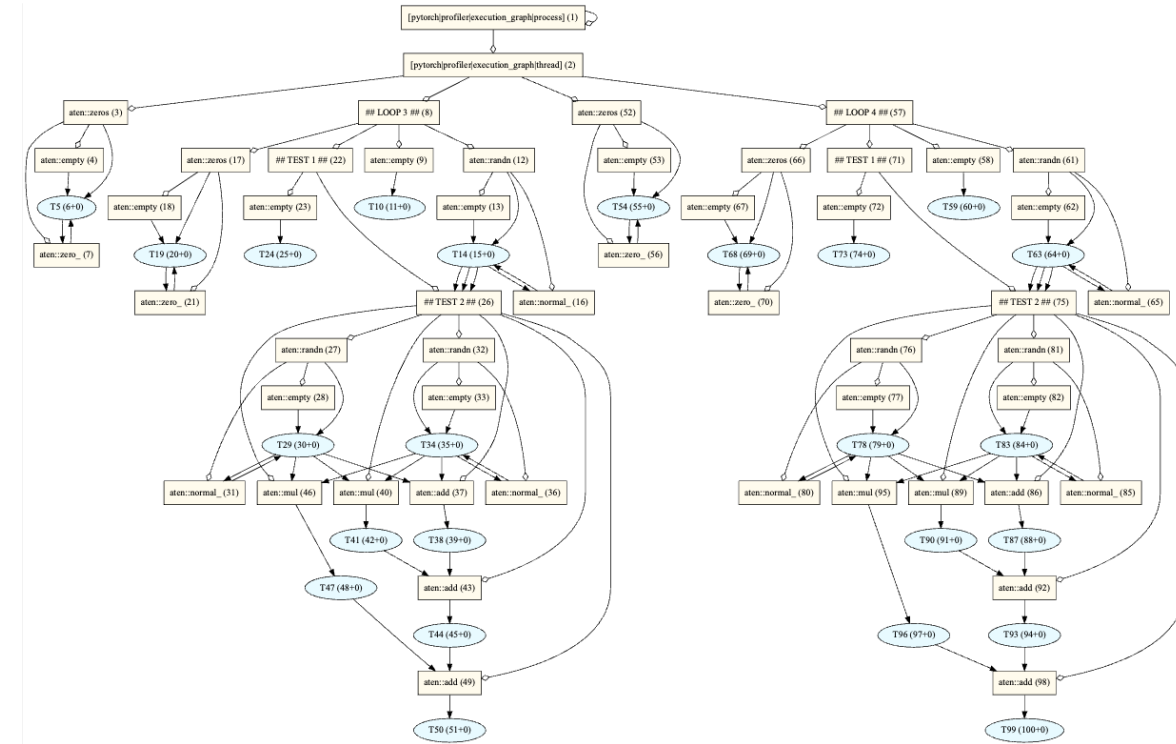 [pytorch|profiler|execution_graph|process] (1)
[pytorch|profiler|execution_graph|thread] (2)
aten::zeros (3)
## LOOP 3 ## (8)
aten::zeros (52)
## LOOP 4 ## (57)
aten::empty (4)
aten::zeros (17)
## TEST 1 ## (22)
aten::empty (9)
aten::randn (12)
aten::empty (53)
aten::zeros (66)
## TEST 1 ## (71)
aten::empty (58)
aten::randn (61)
T5 (6+0)
aten::empty (18)
aten::empty (23)
T10 (11+0)
aten::empty (13)
T54 (55+0)
aten::empty (67)
aten::empty (72)
T59 (60+0)
aten::empty (62)
aten::zero_ (7)
T19 (20+0)
T24 (25+0)
T14 (15+0)
aten::zero_ (56)
T68 (69+0)
T73 (74+0)
T63 (64+0)
aten::zero_ (21)
## TEST 2 ## (26)
aten::normal_ (16)
aten::zero_ (70)
## TEST 2 ## (75)
aten::normal_ (65)
aten::randn (27)
aten::randn (32)
aten::randn (76)
aten::randn (81)
aten::empty (28)
aten::empty (33)
aten::empty (77)
aten::empty (82)
T29 (30+0)
T34 (35+0)
T78 (79+0)
T83 (84+0)
aten::normal_ (31)
aten::mul (46)
aten::mul (40)
aten::add (37)
aten::normal_ (36)
aten::normal_ (80)
aten::mul (95)
aten::mul (89)
aten::add (86)
aten::normal_ (85)
T41 (42+0)
T38 (39+0)
T90 (91+0)
T87 (88+0)
T47 (48+0)
aten::add (43)
aten::add (92)
T44 (45+0)
T96 (97+0)
T93 (94+0)
aten::add (49)
aten::add (98)
T50 (51+0)
T99 (100+0)